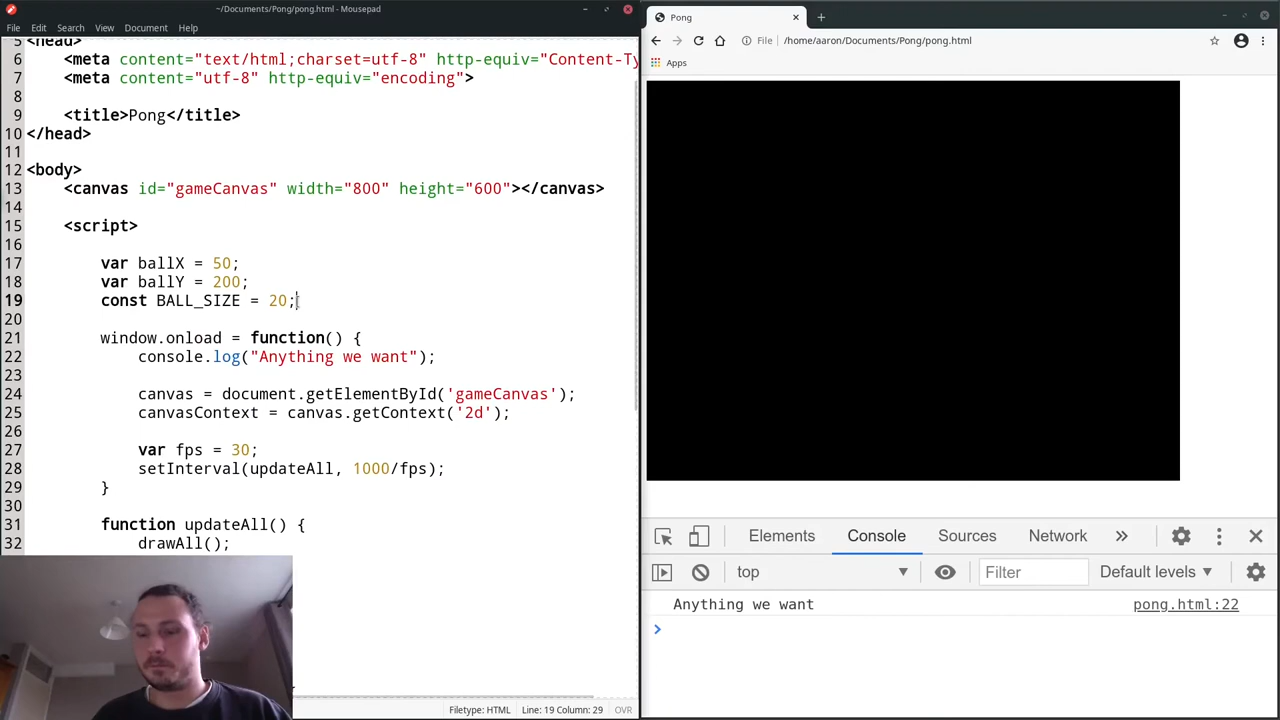 ~/Documents/Pong/pong.html - Mousepad
File Edit Search View Document Help
5 <head>
6 <meta content="text/html;charset=utf-8" http-equiv="Content-Ty
7 <meta content="utf-8" http-equiv="encoding">
8
9 <title>Pong</title>
10 </head>
11
12 <body>
13 <canvas id="gameCanvas" width="800" height="600"></canvas>
14
15 <script>
16
17 var ballX = 50;
18 var ballY = 200;
19 const BALL_SIZE = 20;
20
21 window.onload = function() {
22 console.log("Anything we want");
23
24 canvas = document.getElementById('gameCanvas');
25 canvasContext = canvas.getContext('2d');
26
27 var fps = 30;
28 setInterval(updateAll, 1000/fps);
29 }
30
31 function updateAll() {
32 drawAll();
Filetype: HTML Line: 19 Column: 29 OVR
Pong
File /home/aaron/Documents/Pong/pong.html
Apps
Elements Console Sources Network
top Filter Default levels
Anything we want pong.html:22